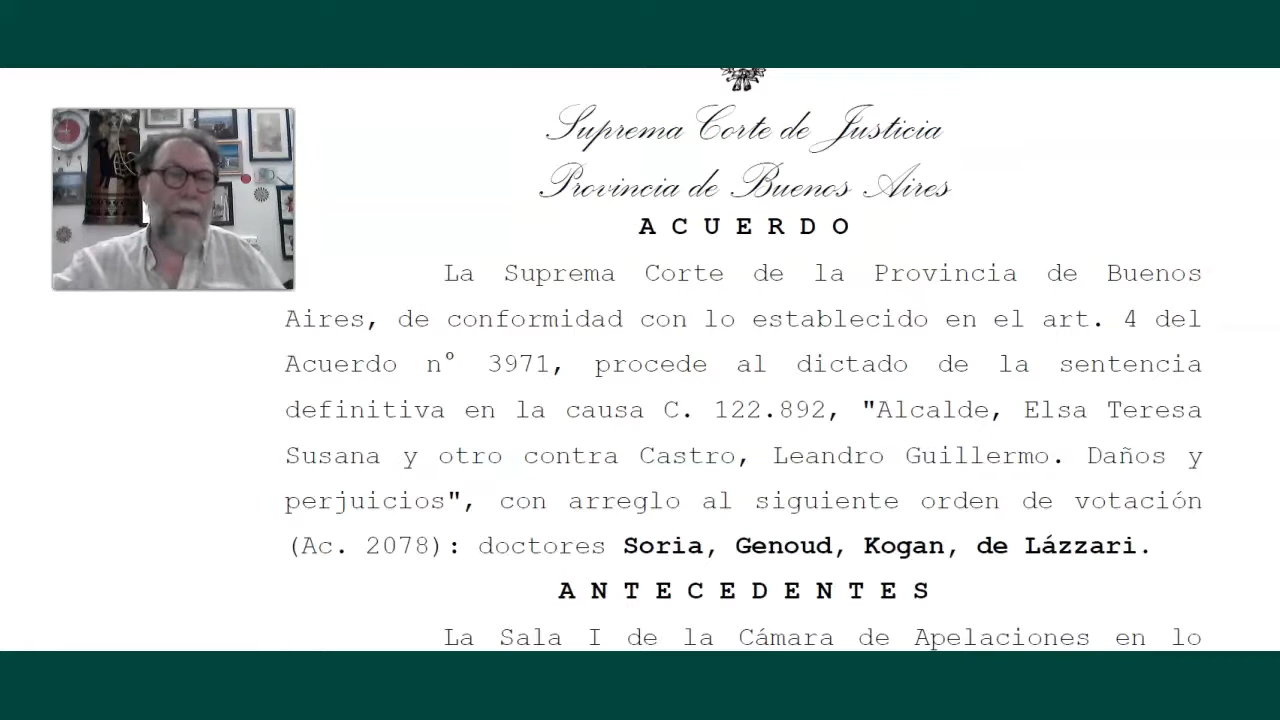 Suprema Corte de Justicia
Provincia de Buenos Aires
A C U E R D O
La Suprema Corte de la Provincia de Buenos
Aires, de conformidad con lo establecido en el art. 4 del
Acuerdo n° 3971, procede al dictado de la sentencia
definitiva en la causa C. 122.892, "Alcalde, Elsa Teresa
Susana y otro contra Castro, Leandro Guillermo. Daños y
perjuicios", con arreglo al siguiente orden de votación
(Ac. 2078): doctores Soria, Genoud, Kogan, de Lázzari.
A N T E C E D E N T E S
La Sala I de la Cámara de Apelaciones en lo